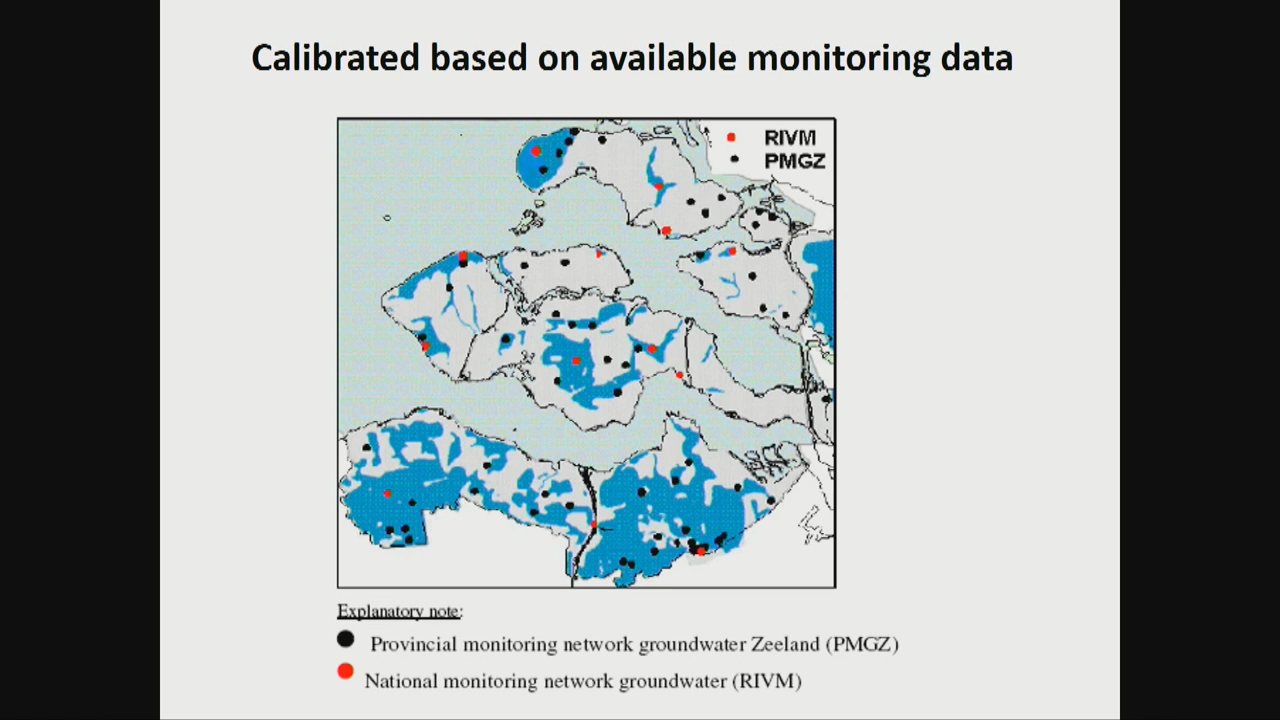 Calibrated based on available monitoring data
RIVM
PMGZ
Explanatory note:
Provincial monitoring network groundwater Zeeland (PMGZ)
National monitoring network groundwater (RIVM)